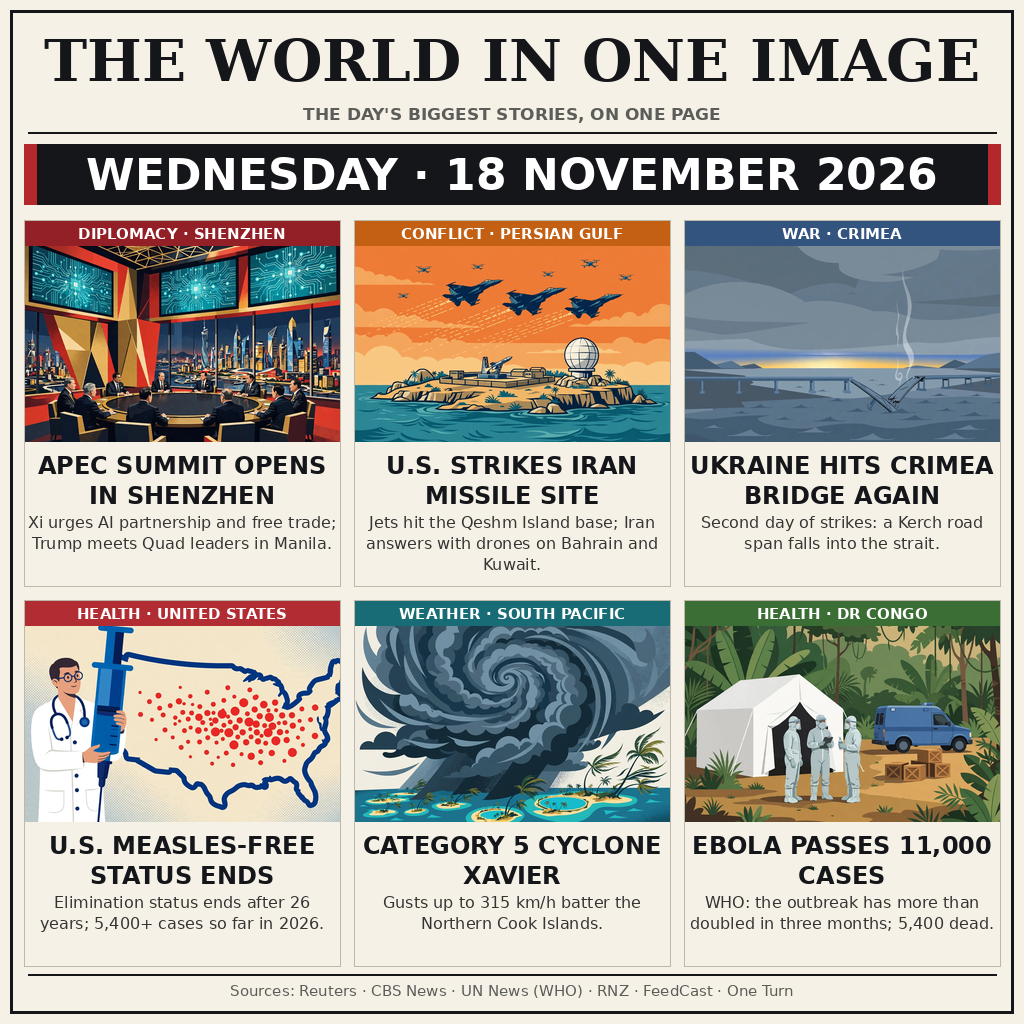 THE WORLD IN ONE IMAGE
THE DAY'S BIGGEST STORIES, ON ONE PAGE
WEDNESDAY · 18 NOVEMBER 2026
DIPLOMACY · SHENZHEN
APEC SUMMIT OPENS
IN SHENZHEN
Xi urges AI partnership and free trade;
Trump meets Quad leaders in Manila.
CONFLICT · PERSIAN GULF
U.S. STRIKES IRAN
MISSILE SITE
Jets hit the Qeshm Island base; Iran
answers with drones on Bahrain and
Kuwait.
WAR · CRIMEA
UKRAINE HITS CRIMEA
BRIDGE AGAIN
Second day of strikes: a Kerch road
span falls into the strait.
HEALTH · UNITED STATES
U.S. MEASLES-FREE
STATUS ENDS
Elimination status ends after 26
years; 5,400+ cases so far in 2026.
WEATHER · SOUTH PACIFIC
CATEGORY 5 CYCLONE
XAVIER
Gusts up to 315 km/h batter the
Northern Cook Islands.
HEALTH · DR CONGO
EBOLA PASSES 11,000
CASES
WHO: the outbreak has more than
doubled in three months; 5,400 dead.
Sources: Reuters · CBS News · UN News (WHO) · RNZ · FeedCast · One Turn